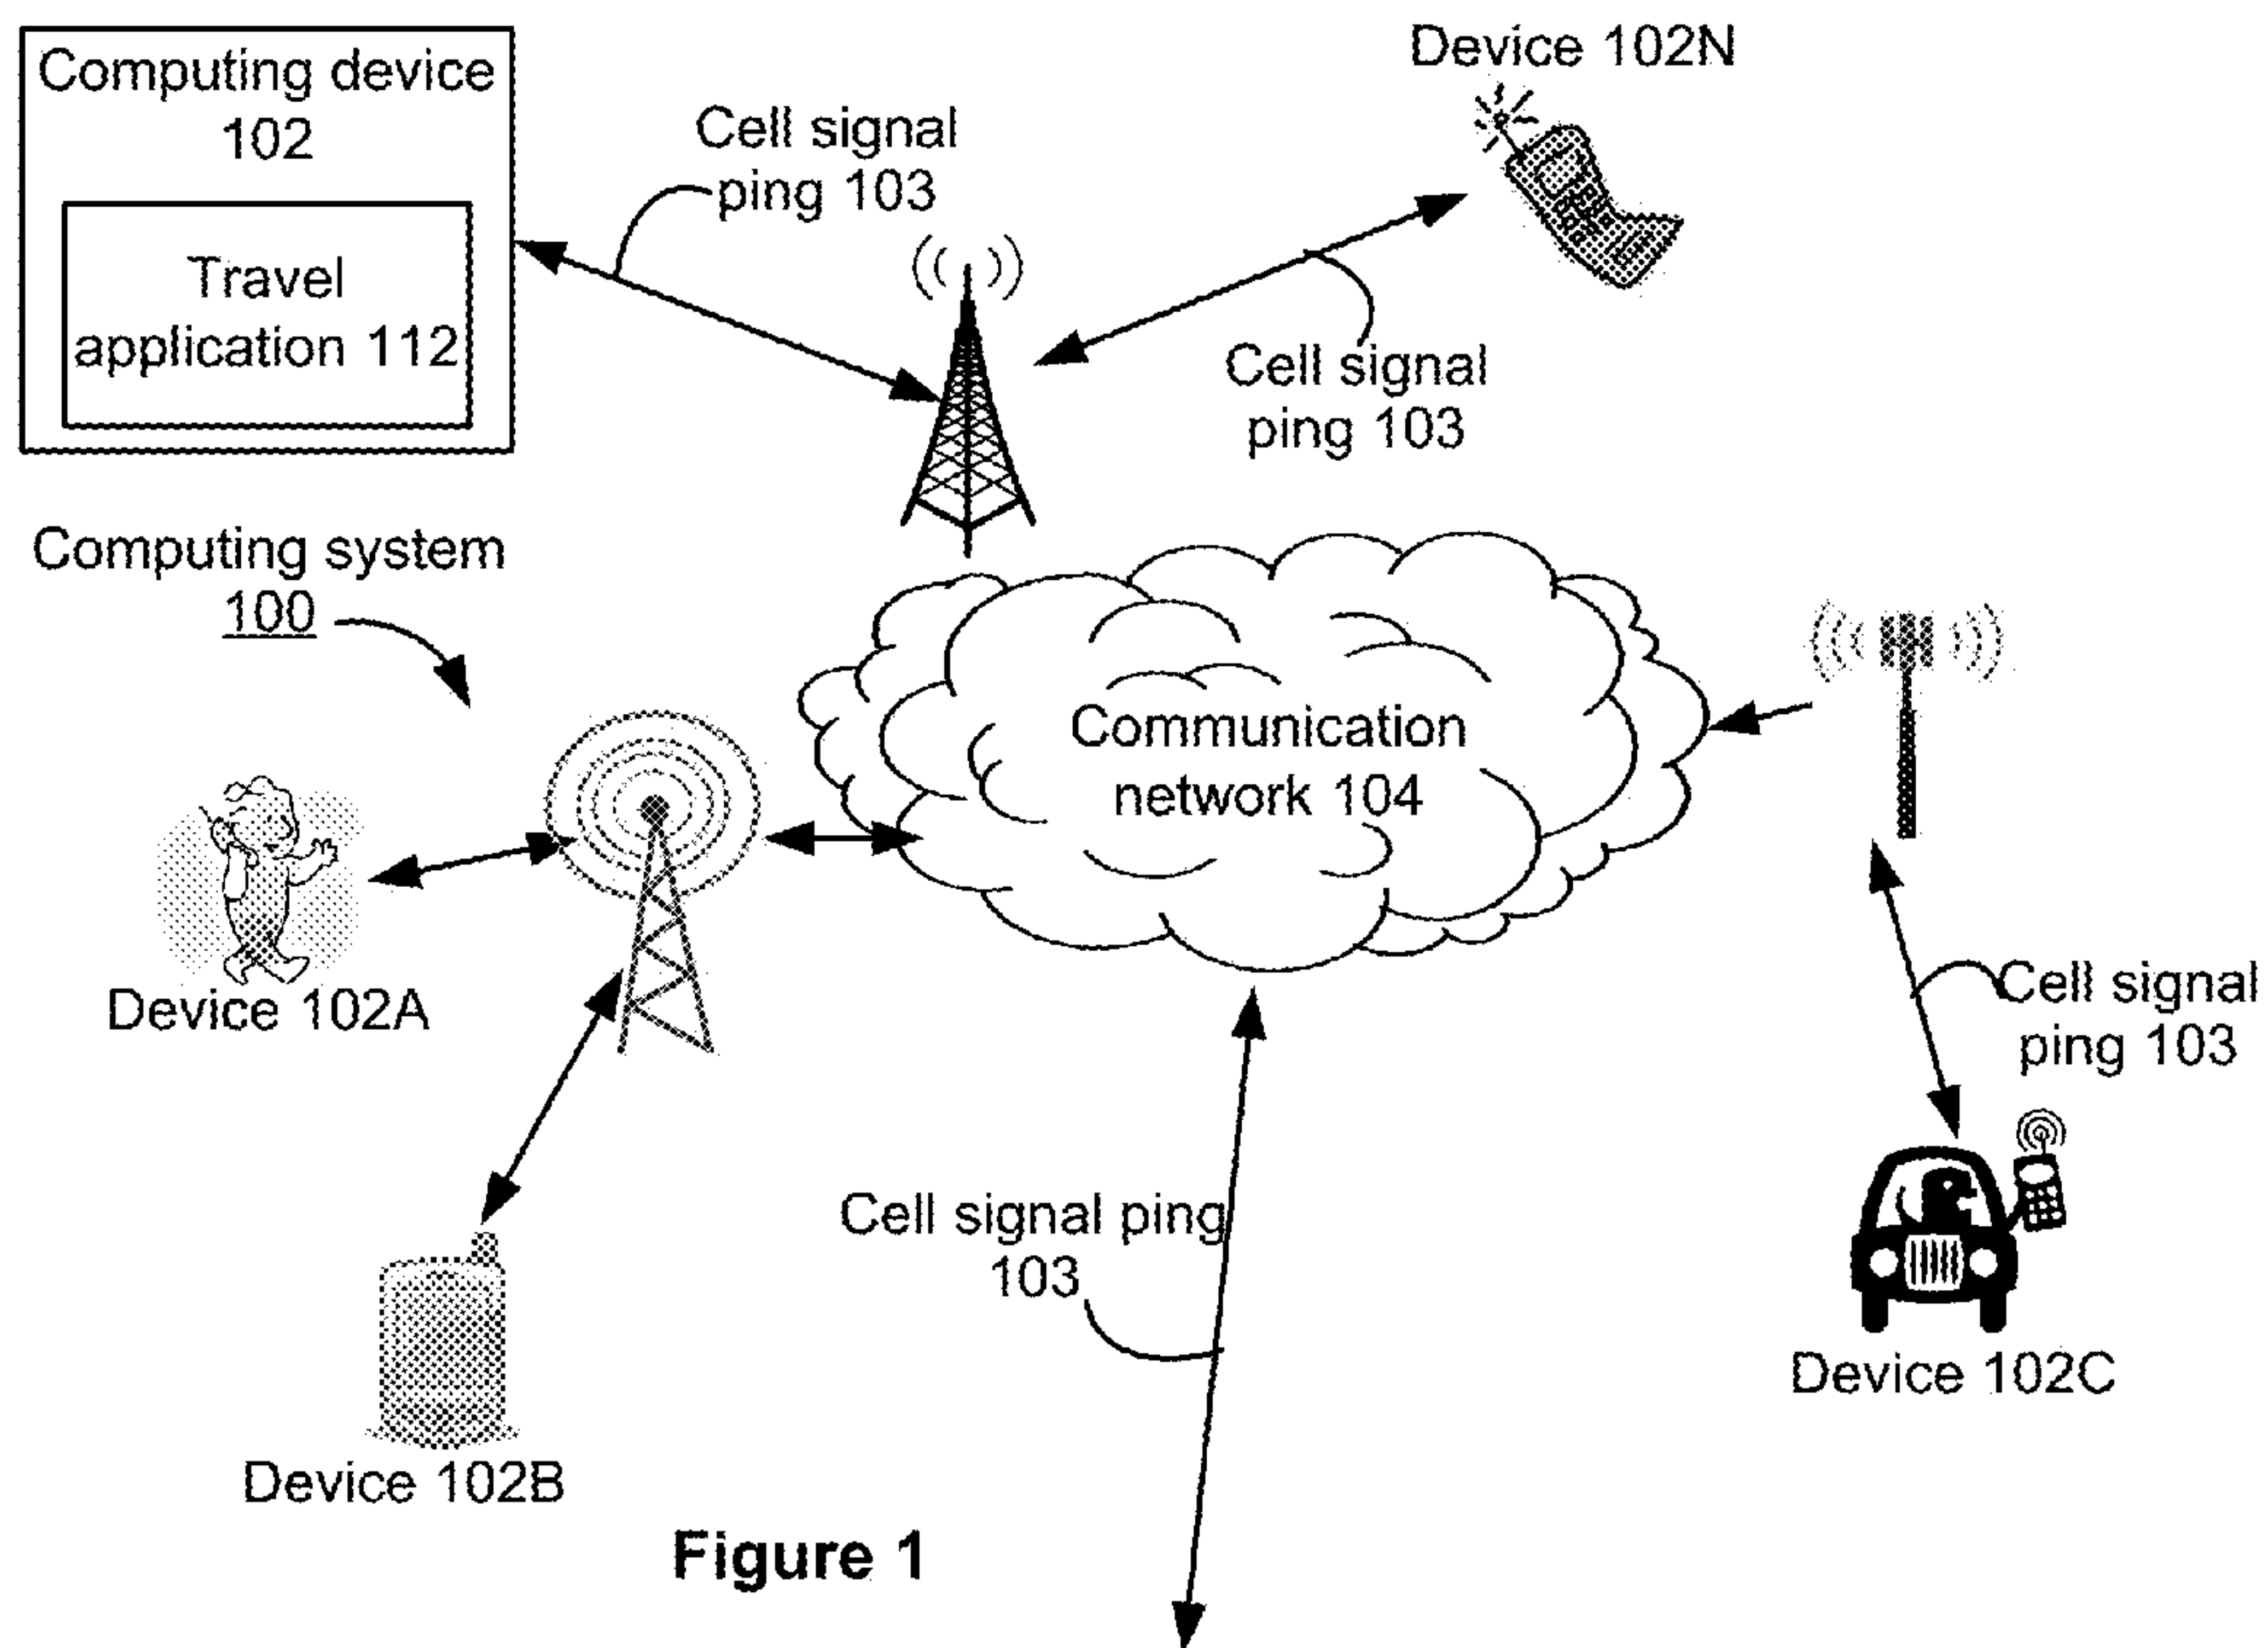 Computing device
102
Travel
application 112
Cell signal
ping 103
Device 102N
Cell signal
ping 103
Computing system
100
Communication
network 104
Device 102A
Cell signal
ping 103
Cell signal ping
103
Device 102C
Device 102B
Figure 1